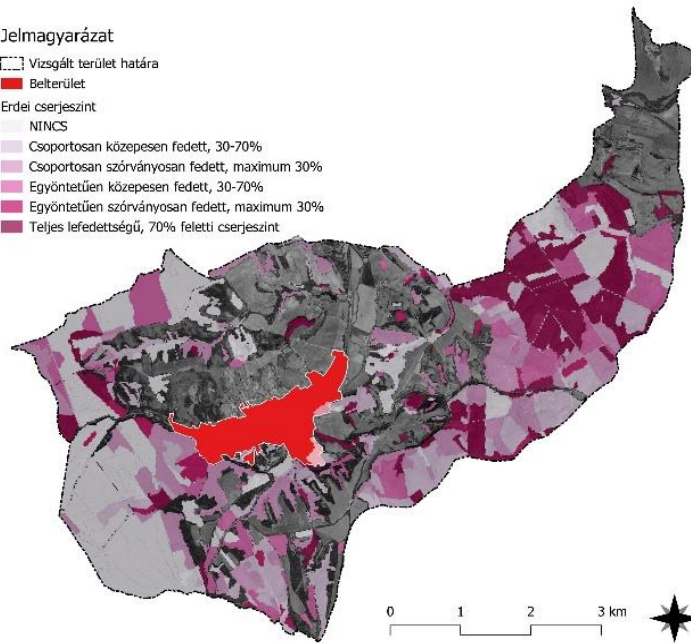 Jelmagyarázat
Vizsgált terület határa
Belterület
Erdei cserjeszint
NINCS
Csoportosan közepesen fedett, 30-70%
Csoportosan szórványosan fedett, maximum 30%
Egyöntetűen közepesen fedett, 30-70%
Egyöntetűen szórványosan fedett, maximum 30%
Teljes lefedettségű, 70% feletti cserjeszint
0 1 2 3 km